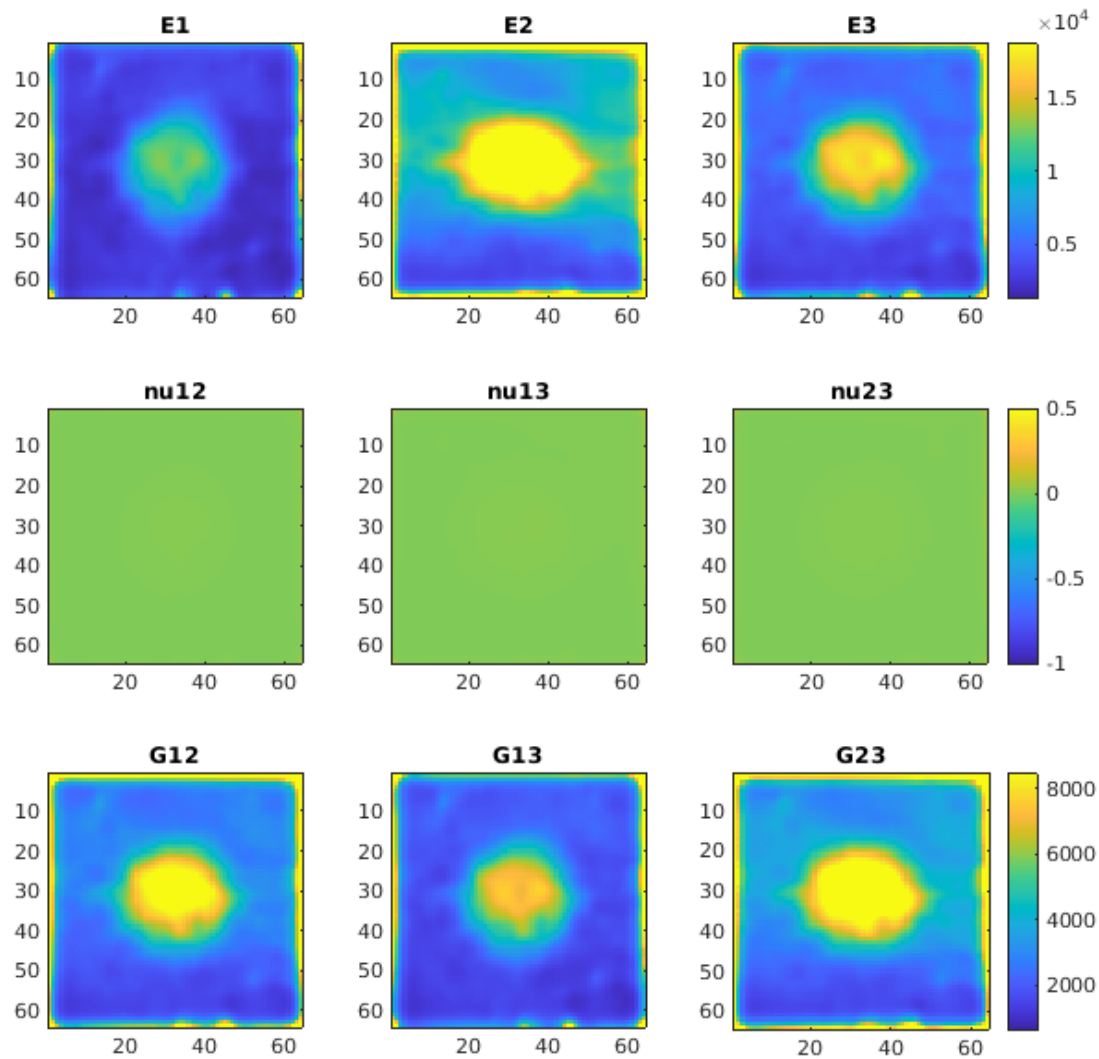 E1 E2 E3 ×10⁴
10 10 10
20 20 20 1.5
30 30 30 1
40 40 40
50 50 50 0.5
60 60 60
20 40 60 20 40 60 20 40 60
nu12 nu13 nu23
0.5
10 10 10
20 20 20 0
30 30 30
40 40 40 -0.5
50 50 50
60 60 60 -1
20 40 60 20 40 60 20 40 60
G12 G13 G23
8000
10 10 10
20 20 20 6000
30 30 30
40 40 40 4000
50 50 50 2000
60 60 60
20 40 60 20 40 60 20 40 60